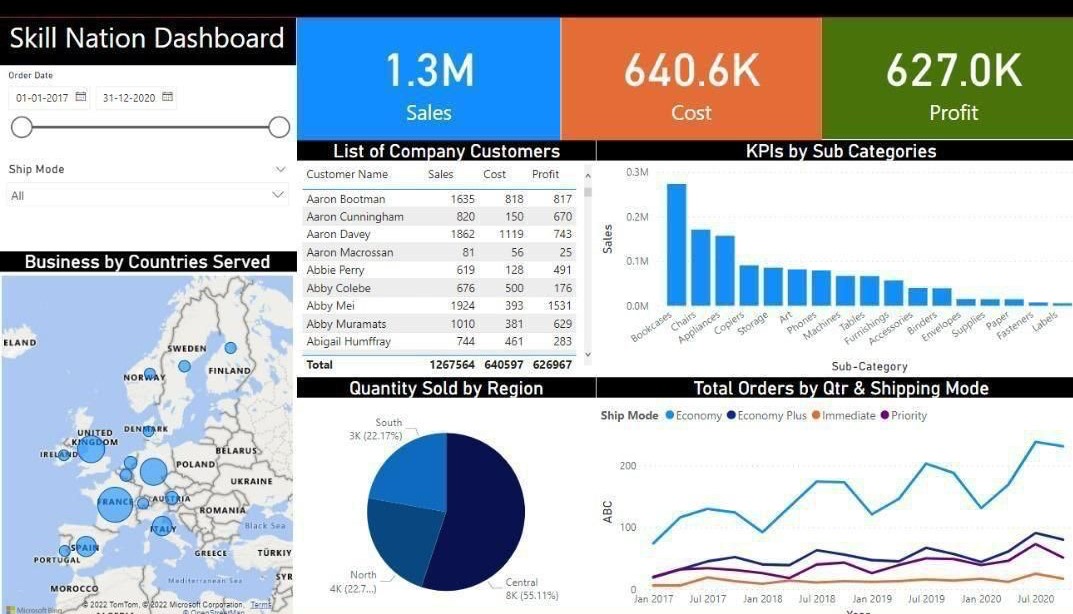 Skill Nation Dashboard
Order Date
01-01-2017
31-12-2020
Ship Mode
All
1.3M
Sales
640.6K
Cost
627.0K
Profit
List of Company Customers
Customer Name Sales Cost Profit
Aaron Bootman 1635 818 817
Aaron Cunningham 820 150 670
Aaron Davey 1862 1119 743
Aaron Macrossan 81 56 25
Abbie Perry 619 128 491
Abby Colebe 676 500 176
Abby Mei 1924 393 1531
Abby Muramats 1010 381 629
Abigail Humffray 744 461 283
Total 1267564 640597 626967
KPIs by Sub Categories
0.3M
0.2M
0.1M
0.0M
Sales
Bookcases
Chairs
Appliances
Copiers
Storage
Art
Phones
Machines
Tables
Furnishings
Accessories
Binders
Envelopes
Supplies
Paper
Fasteners
Labels
Sub-Category
Business by Countries Served
ELAND
SWEDEN
NORWAY
FINLAND
UNITED
KINGDOM
DENMARK
IRELAND
BELARUS
POLAND
UKRAINE
FRANCE
AUSTRIA
ROMANIA
ITALY
Black Sea
SPAIN
PORTUGAL
GREECE
TÜRKIY
SYR
Mediterranean Sea
MOROCCO
Microsoft Bing
© 2022 TomTom, © 2022 Microsoft Corporation, Terms
© OpenStreetMap
Quantity Sold by Region
South
3K (22.17%)
North
4K (22.7...)
Central
8K (55.11%)
Total Orders by Qtr & Shipping Mode
Ship Mode Economy Economy Plus Immediate Priority
200
100
0
ABC
Jan 2017 Jul 2017 Jan 2018 Jul 2018 Jan 2019 Jul 2019 Jan 2020 Jul 2020